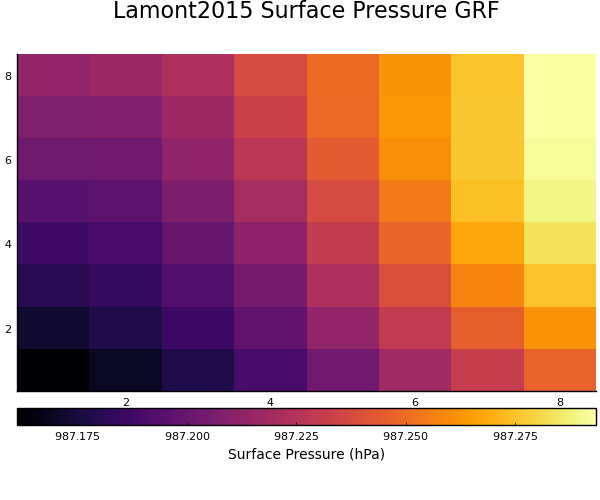 Lamont2015 Surface Pressure GRF
8
6
4
2
2 4 6 8
987.175 987.200 987.225 987.250 987.275
Surface Pressure (hPa)